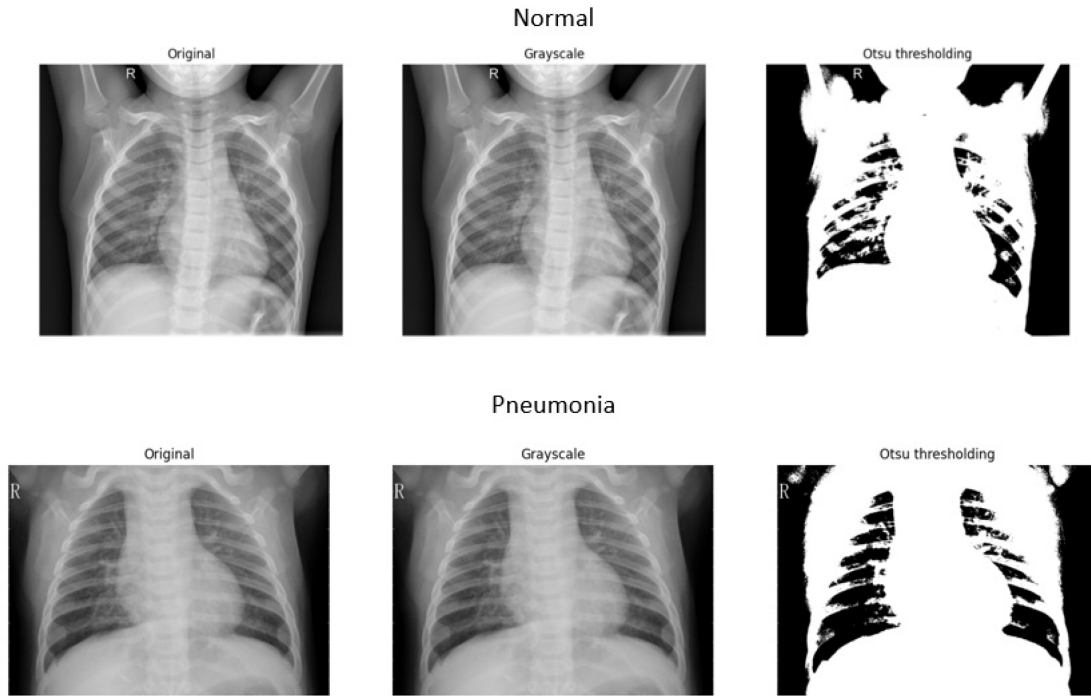 Normal
Original
Grayscale
Otsu thresholding
R
R
R
Pneumonia
Original
Grayscale
Otsu thresholding
R
R
R